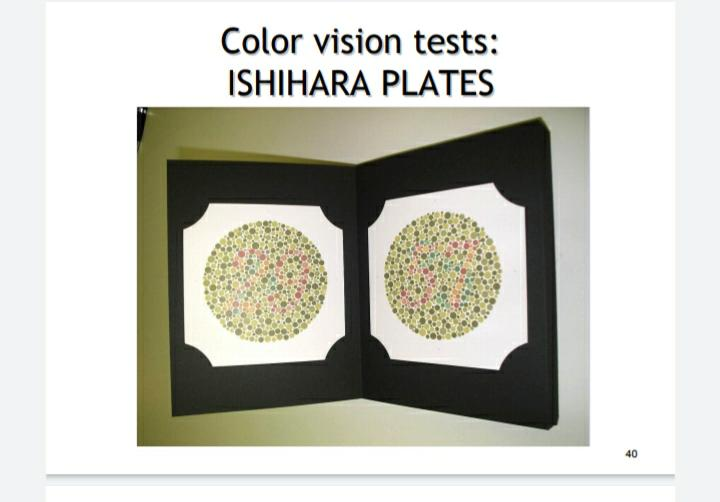 Color vision tests:
ISHIHARA PLATES
29 57
40